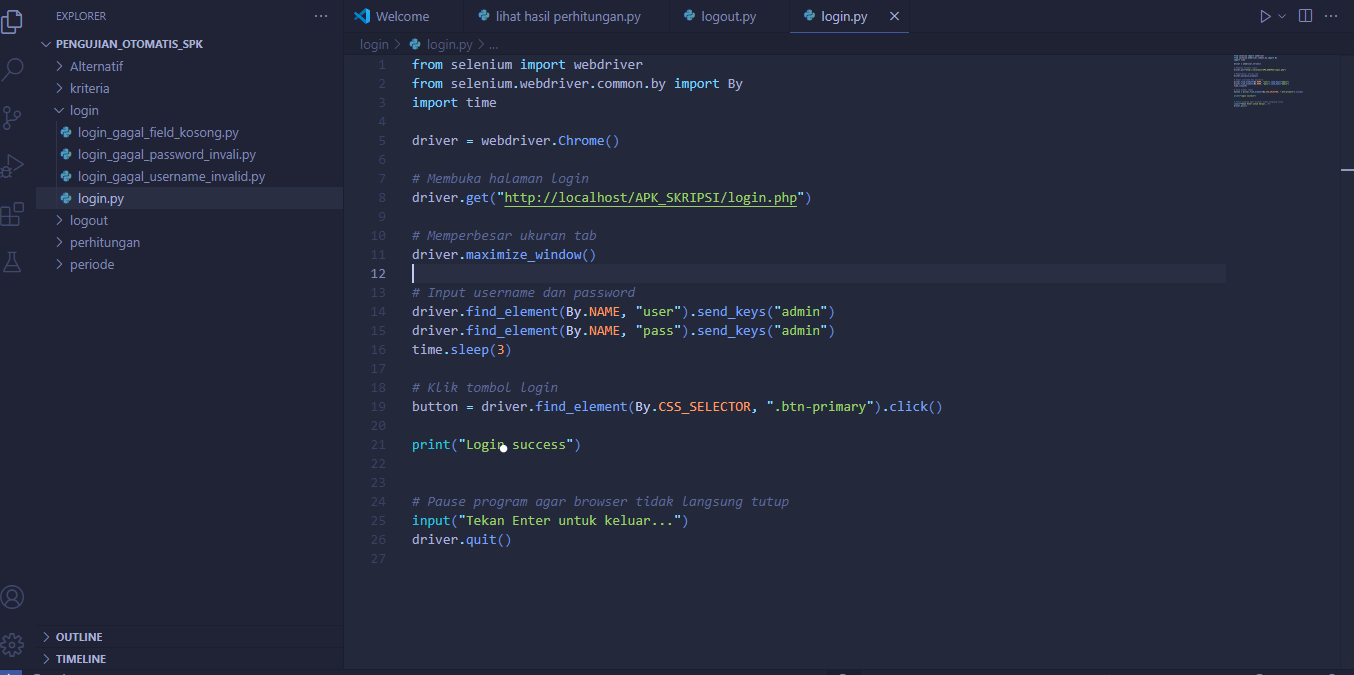 EXPLORER
PENGUJIAN_OTOMATIS_SPK
Alternatif
kriteria
login
login_gagal_field_kosong.py
login_gagal_password_invali.py
login_gagal_username_invalid.py
login.py
logout
perhitungan
periode
OUTLINE
TIMELINE
Welcome
lihat hasil perhitungan.py
logout.py
login.py
login > login.py > ...
1 from selenium import webdriver
2 from selenium.webdriver.common.by import By
3 import time
4
5 driver = webdriver.Chrome()
6
7 # Membuka halaman login
8 driver.get("http://localhost/APK_SKRIPSI/login.php")
9
10 # Memperbesar ukuran tab
11 driver.maximize_window()
12
13 # Input username dan password
14 driver.find_element(By.NAME, "user").send_keys("admin")
15 driver.find_element(By.NAME, "pass").send_keys("admin")
16 time.sleep(3)
17
18 # Klik tombol login
19 button = driver.find_element(By.CSS_SELECTOR, ".btn-primary").click()
20
21 print("Login success")
22
23
24 # Pause program agar browser tidak langsung tutup
25 input("Tekan Enter untuk keluar...")
26 driver.quit()
27